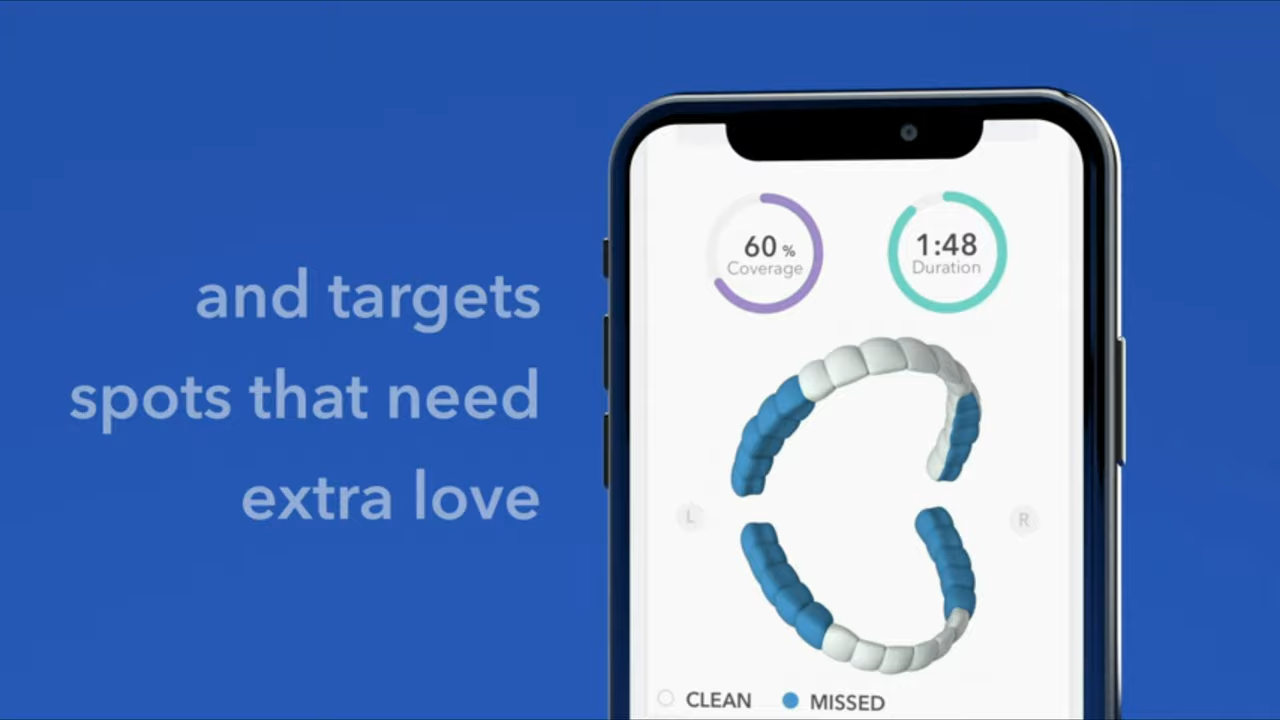 and targets
spots that need
extra love
60 %
Coverage
1:48
Duration
L
R
CLEAN
MISSED